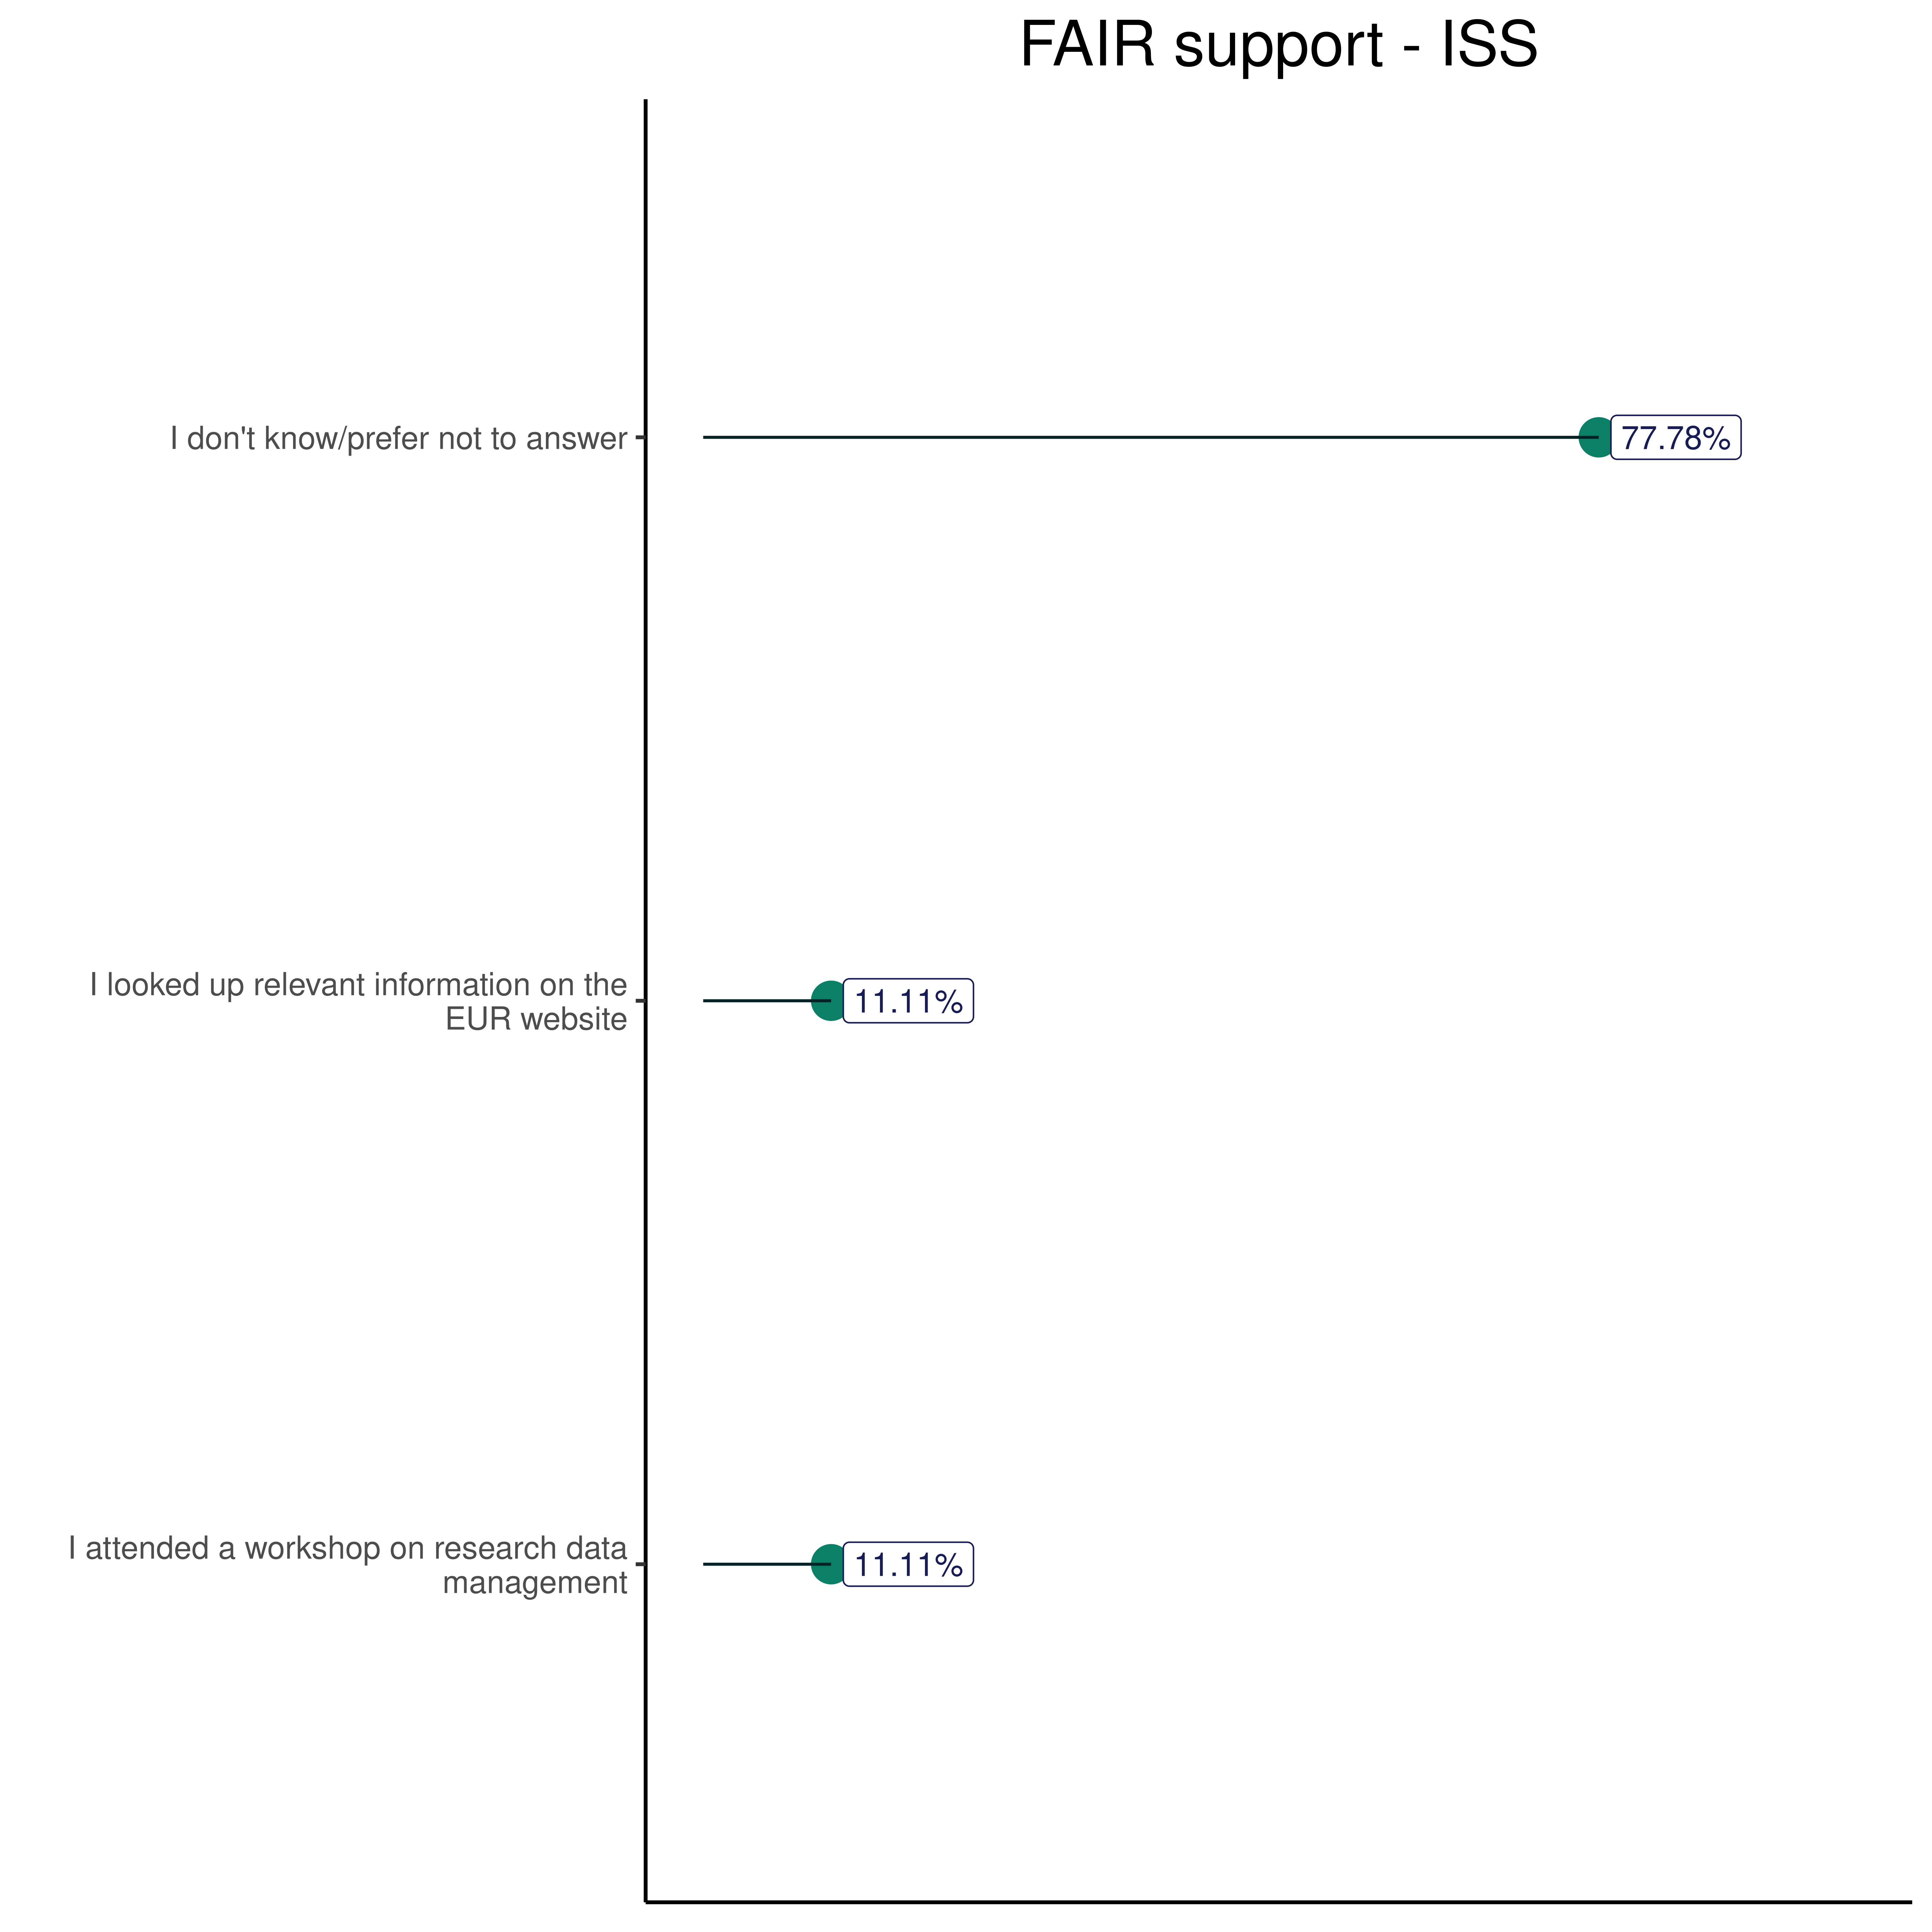 FAIR support - ISS
I don't know/prefer not to answer
77.78%
I looked up relevant information on the
EUR website
11.11%
I attended a workshop on research data
management
11.11%